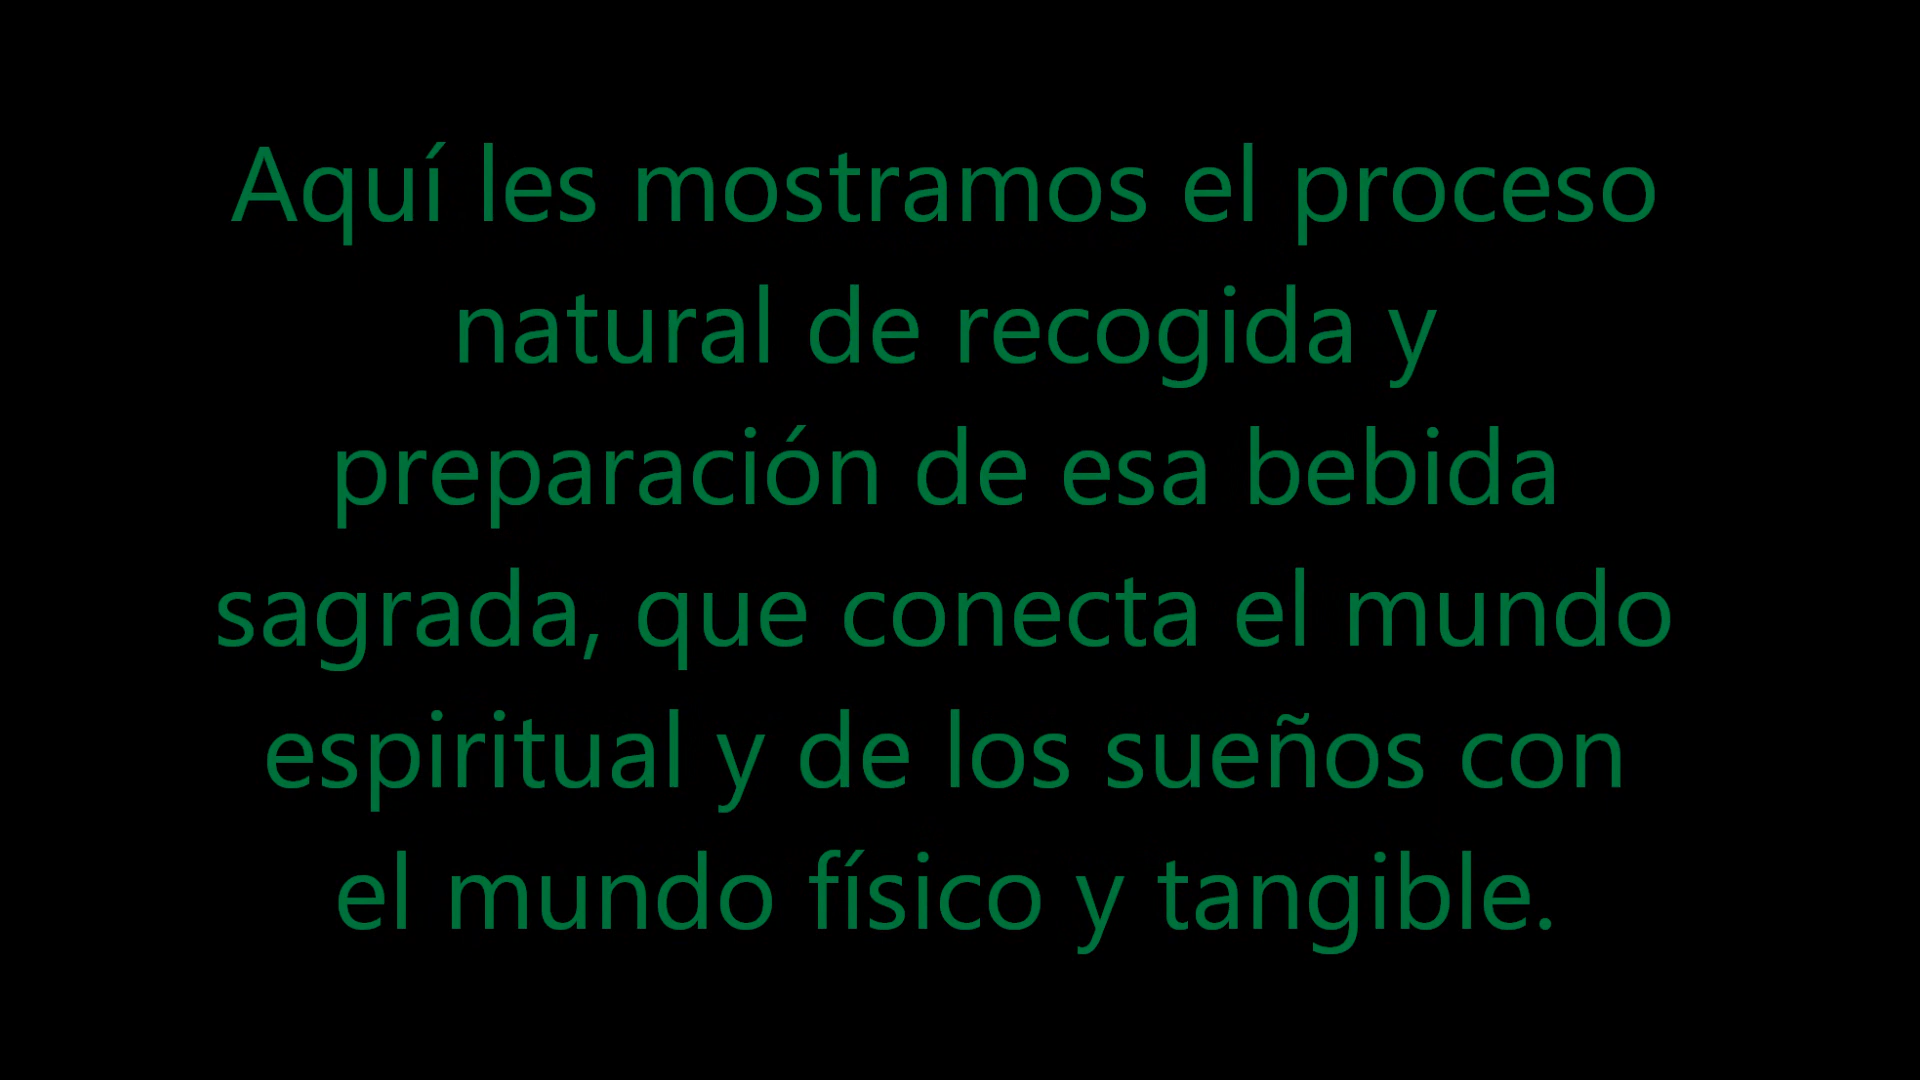 Aquí les mostramos el proceso
natural de recogida y
preparación de esa bebida
sagrada, que conecta el mundo
espiritual y de los sueños con
el mundo físico y tangible.